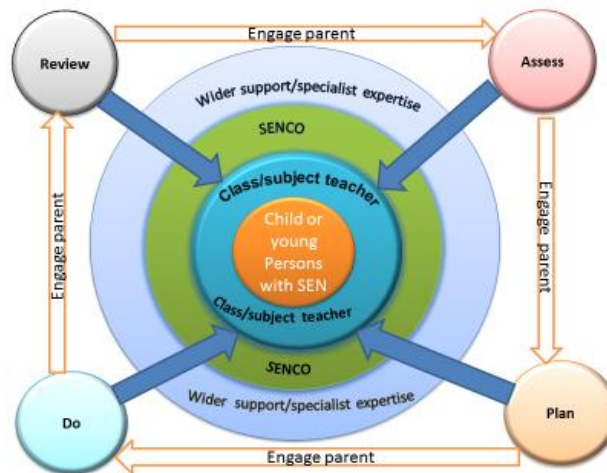 Engage parent
Review
Assess
Wider support/specialist expertise
SENCO
Class/subject teacher
Child or
young
Persons
with SEN
Engage parent
Engage parent
Class/subject teacher
SENCO
Wider support/specialist expertise
Do
Plan
Engage parent